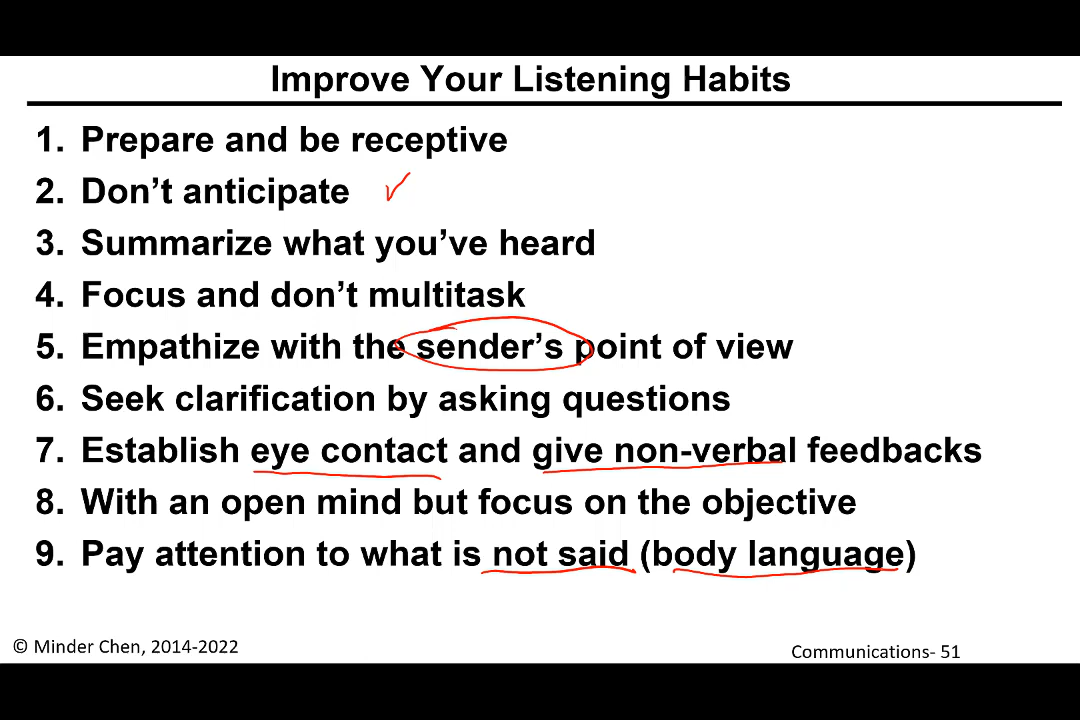 Improve Your Listening Habits
1. Prepare and be receptive
2. Don’t anticipate ✓
3. Summarize what you’ve heard
4. Focus and don’t multitask
5. Empathize with the sender’s point of view
6. Seek clarification by asking questions
7. Establish eye contact and give non-verbal feedbacks
8. With an open mind but focus on the objective
9. Pay attention to what is not said (body language)
© Minder Chen, 2014-2022
Communications- 51